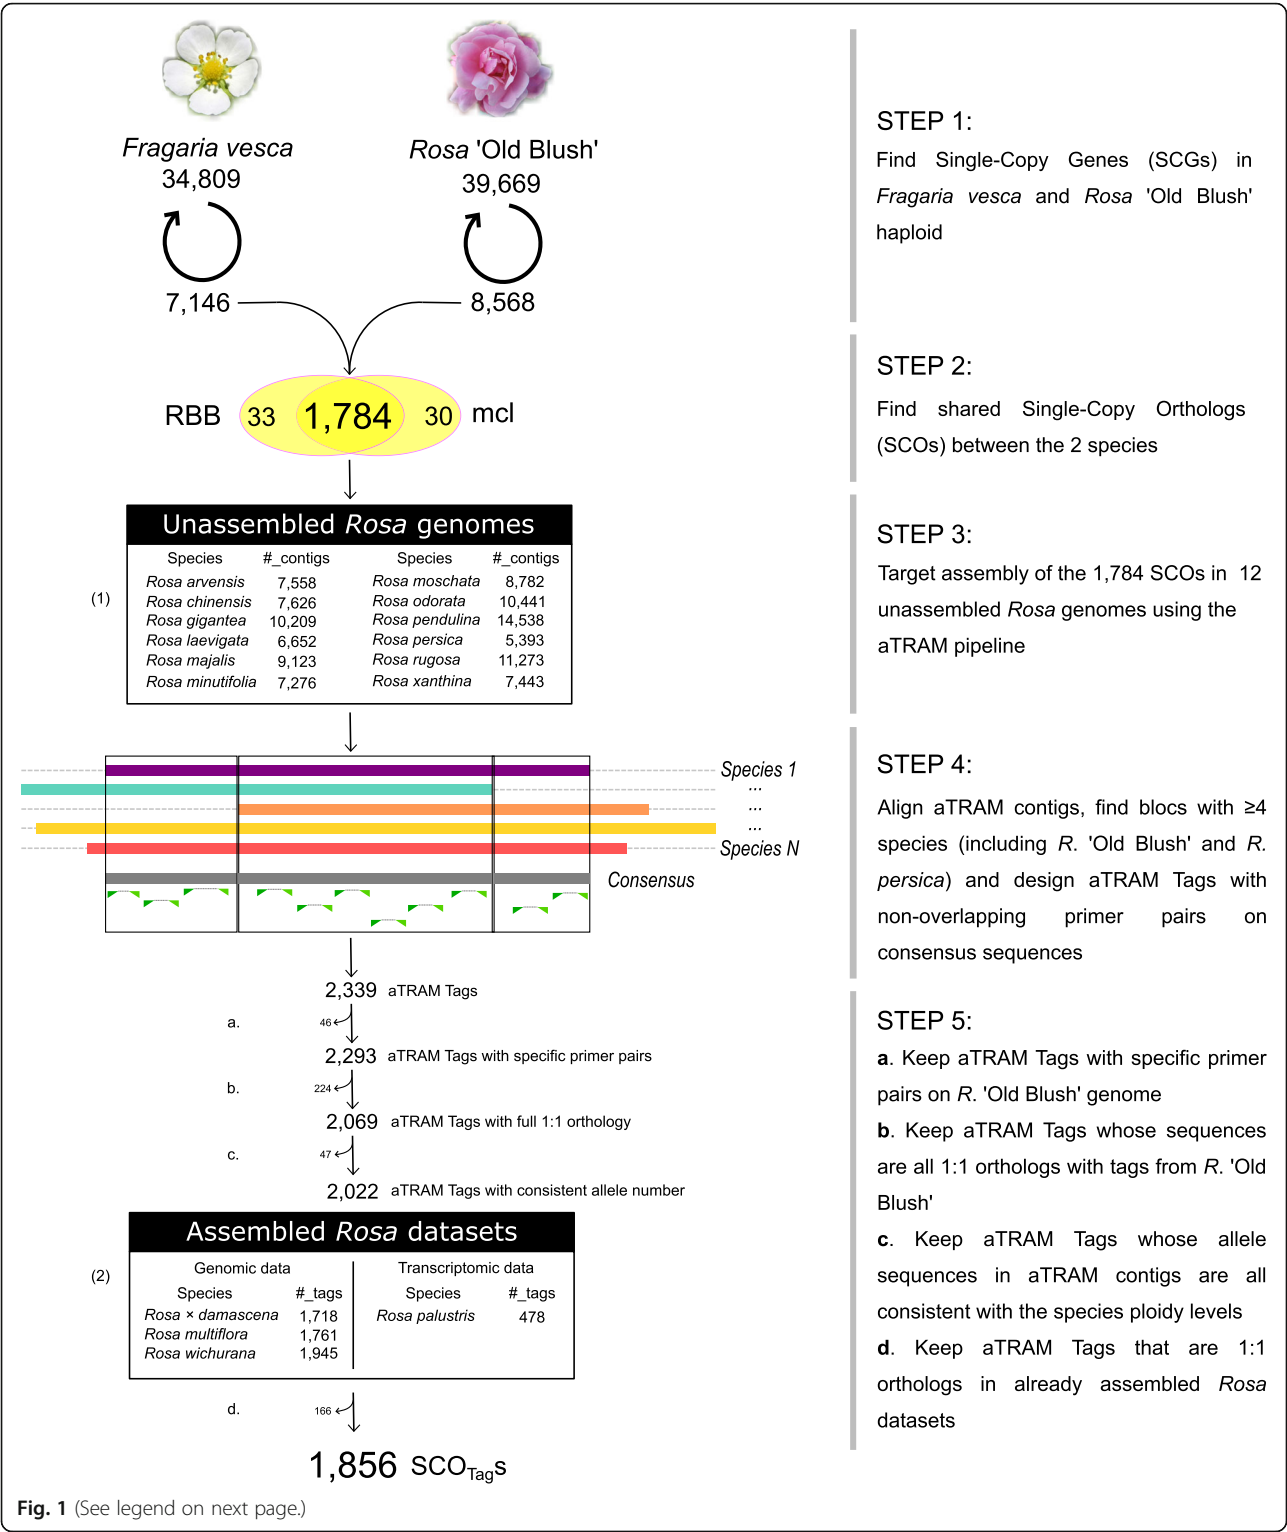 Fragaria vesca
34,809
7,146
Rosa 'Old Blush'
39,669
8,568
RBB 33 1,784 30 mcl
Unassembled Rosa genomes
Species #_contigs Species #_contigs
(1)
Rosa arvensis 7,558 Rosa moschata 8,782
Rosa chinensis 7,626 Rosa odorata 10,441
Rosa gigantea 10,209 Rosa pendulina 14,538
Rosa laevigata 6,652 Rosa persica 5,393
Rosa majalis 9,123 Rosa rugosa 11,273
Rosa minutifolia 7,276 Rosa xanthina 7,443
Species 1
...
...
...
Species N
Consensus
2,339 aTRAM Tags
a. 46
2,293 aTRAM Tags with specific primer pairs
b. 224
2,069 aTRAM Tags with full 1:1 orthology
c. 47
2,022 aTRAM Tags with consistent allele number
Assembled Rosa datasets
(2)
Genomic data Transcriptomic data
Species #_tags Species #_tags
Rosa × damascena 1,718 Rosa palustris 478
Rosa multiflora 1,761
Rosa wichurana 1,945
d. 166
1,856 SCOTags
STEP 1:
Find Single-Copy Genes (SCGs) in
Fragaria vesca and Rosa 'Old Blush'
haploid
STEP 2:
Find shared Single-Copy Orthologs
(SCOs) between the 2 species
STEP 3:
Target assembly of the 1,784 SCOs in 12
unassembled Rosa genomes using the
aTRAM pipeline
STEP 4:
Align aTRAM contigs, find blocs with ≥4
species (including R. 'Old Blush' and R.
persica) and design aTRAM Tags with
non-overlapping primer pairs on
consensus sequences
STEP 5:
a. Keep aTRAM Tags with specific primer
pairs on R. 'Old Blush' genome
b. Keep aTRAM Tags whose sequences
are all 1:1 orthologs with tags from R. 'Old
Blush'
c. Keep aTRAM Tags whose allele
sequences in aTRAM contigs are all
consistent with the species ploidy levels
d. Keep aTRAM Tags that are 1:1
orthologs in already assembled Rosa
datasets
Fig. 1 (See legend on next page.)